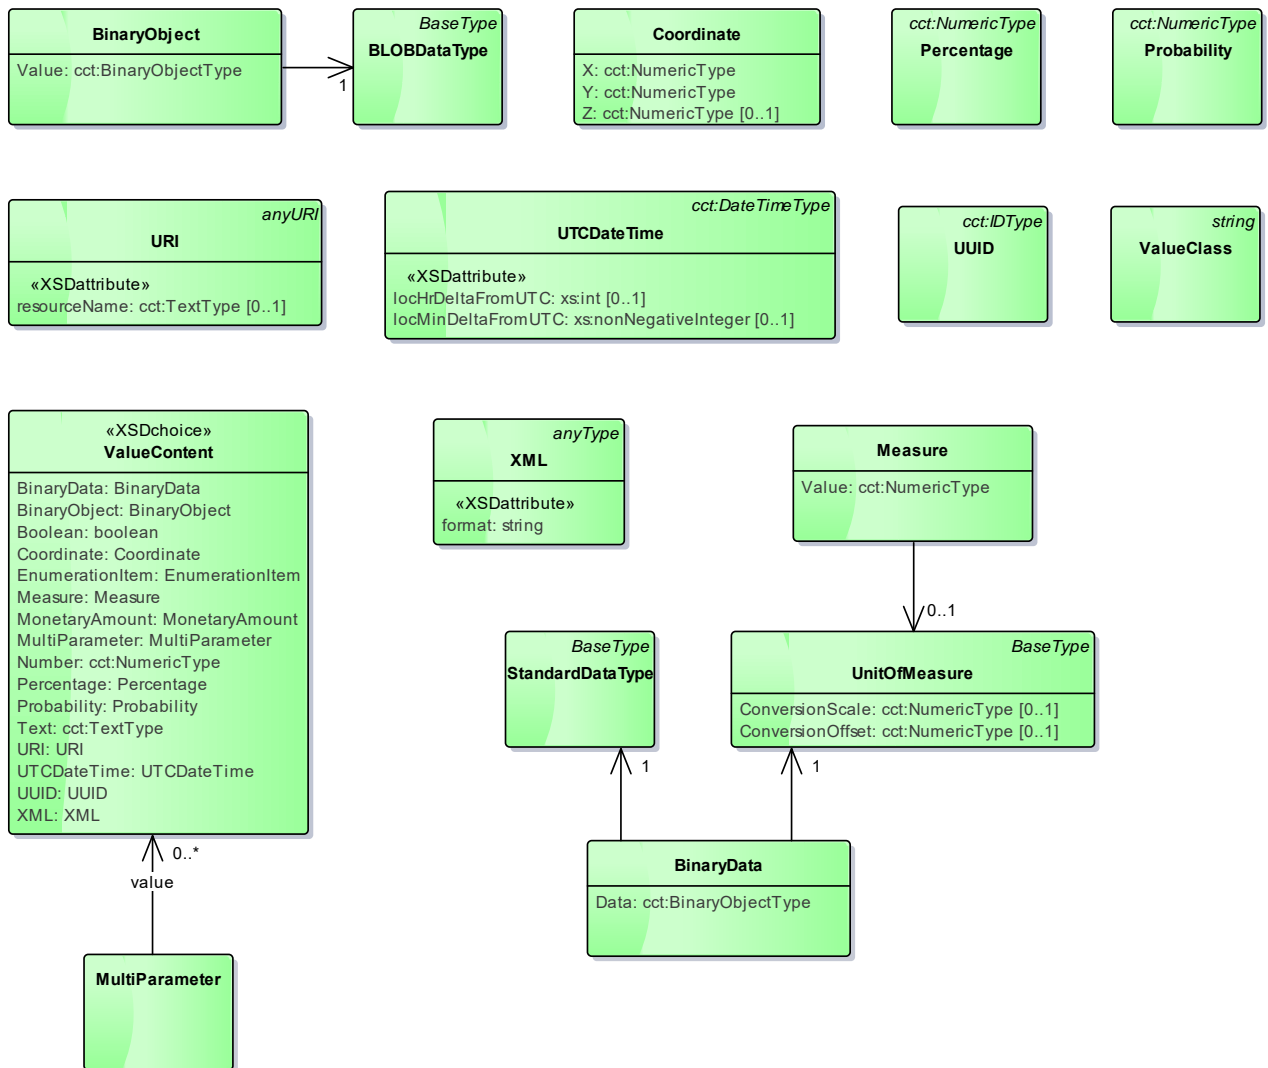 BinaryObject
Value: cct:BinaryObjectType
1
BaseType
BLOBDataType
Coordinate
X: cct:NumericType
Y: cct:NumericType
Z: cct:NumericType [0..1]
cct:NumericType
Percentage
cct:NumericType
Probability
anyURI
URI
«XSDattribute»
resourceName: cct:TextType [0..1]
cct:DateTimeType
UTCDateTime
«XSDattribute»
locHrDeltaFromUTC: xs:int [0..1]
locMinDeltaFromUTC: xs:nonNegativeInteger [0..1]
cct:IDType
UUID
string
ValueClass
«XSDchoice»
ValueContent
BinaryData: BinaryData
BinaryObject: BinaryObject
Boolean: boolean
Coordinate: Coordinate
EnumerationItem: EnumerationItem
Measure: Measure
MonetaryAmount: MonetaryAmount
MultiParameter: MultiParameter
Number: cct:NumericType
Percentage: Percentage
Probability: Probability
Text: cct:TextType
URI: URI
UTCDateTime: UTCDateTime
UUID: UUID
XML: XML
0..*
value
MultiParameter
anyType
XML
«XSDattribute»
format: string
Measure
Value: cct:NumericType
0..1
BaseType
StandardDataType
BaseType
UnitOfMeasure
ConversionScale: cct:NumericType [0..1]
ConversionOffset: cct:NumericType [0..1]
1
1
BinaryData
Data: cct:BinaryObjectType